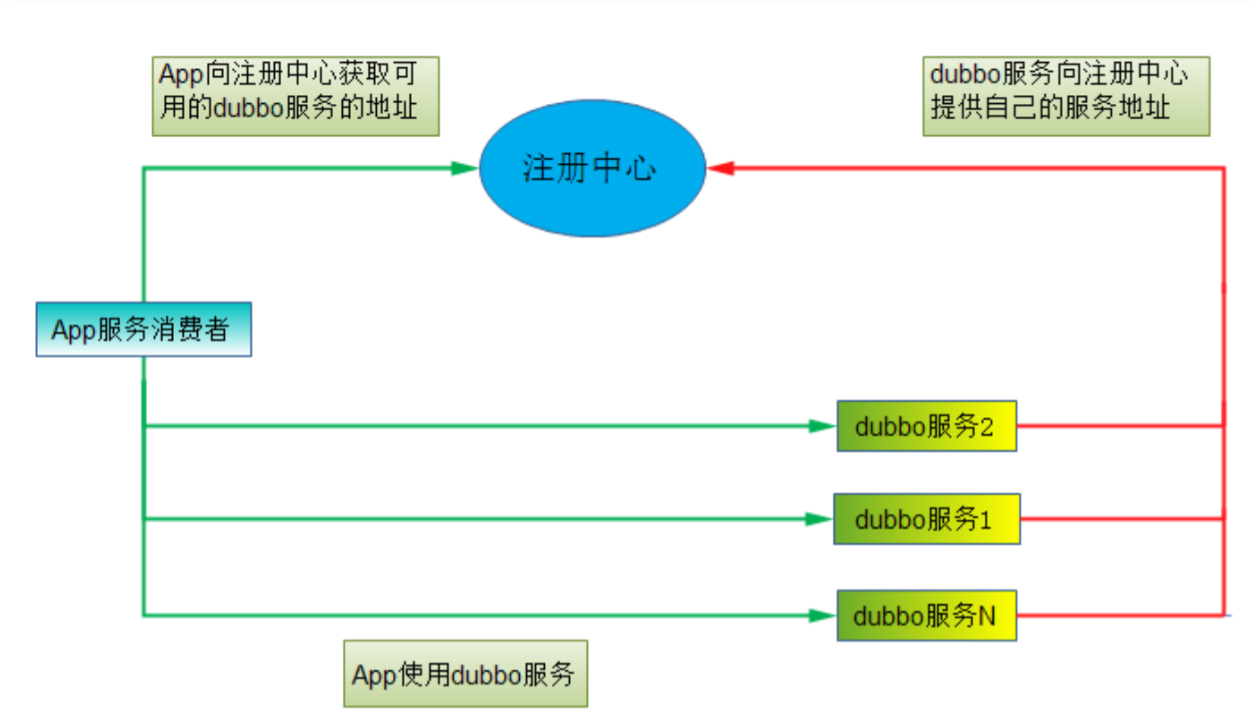 App向注册中心获取可
用的dubbo服务的地址
dubbo服务向注册中心
提供自己的服务地址
注册中心
App服务消费者
dubbo服务2
dubbo服务1
dubbo服务N
App使用dubbo服务